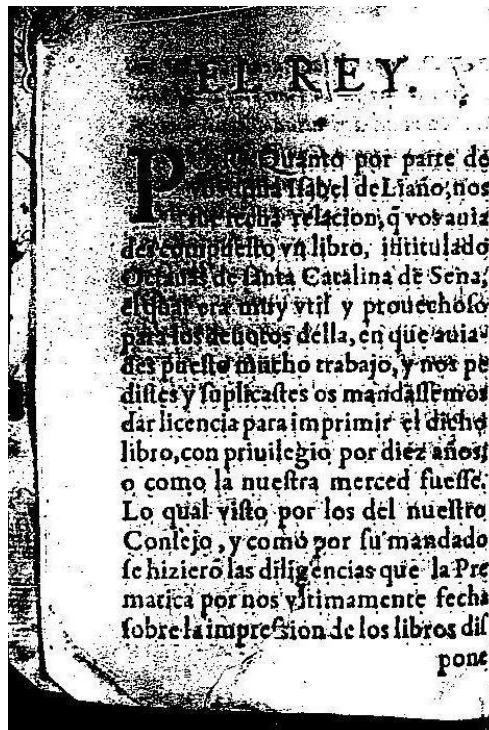 EL REY.
POR Quanto por parte de
vos doña Isabel de Liaño, nos
fue fecha relacion, q̃ vos auia
des compuesto vn libro, intitulado
Octauas de santa Catalina de Sena,
el qual era muy vtil y prouechoso
para los deuotos della, en que auia-
des puesto mucho trabajo, y nos pe
distes y suplicastes os mandassemos
dar licencia para imprimir el dicho
libro, con priuilegio por diez años,
o como la nuestra merced fuesse.
Lo qual visto por los del nuestro
Consejo, y como por su mandado
se hizierõ las diligencias que la Pre
matica por nos vltimamente fecha
sobre la impression de los libros dis
pone